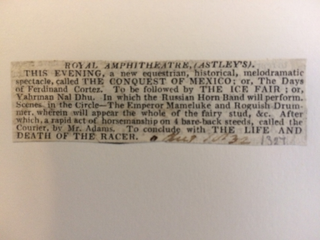 ROYAL AMPHITHEATRE, (ASTLEY'S).
THIS EVENING, a new equestrian, historical, melodramatic
spectacle, called THE CONQUEST OF MEXICO; or, The Days
of Ferdinand Cortez. To be followed by THE ICE FAIR; or,
Vahrman Nal Dhu. In which the Russian Horn Band will perform.
Scenes in the Circle—The Emperor Mameluke and Roguish Drum-
mer, wherein will appear the whole of the fairy stud, &c. After
which, a rapid act of horsemanship on 4 bare-back steeds, called the
Courier, by Mr. Adams. To conclude with THE LIFE AND
DEATH OF THE RACER.